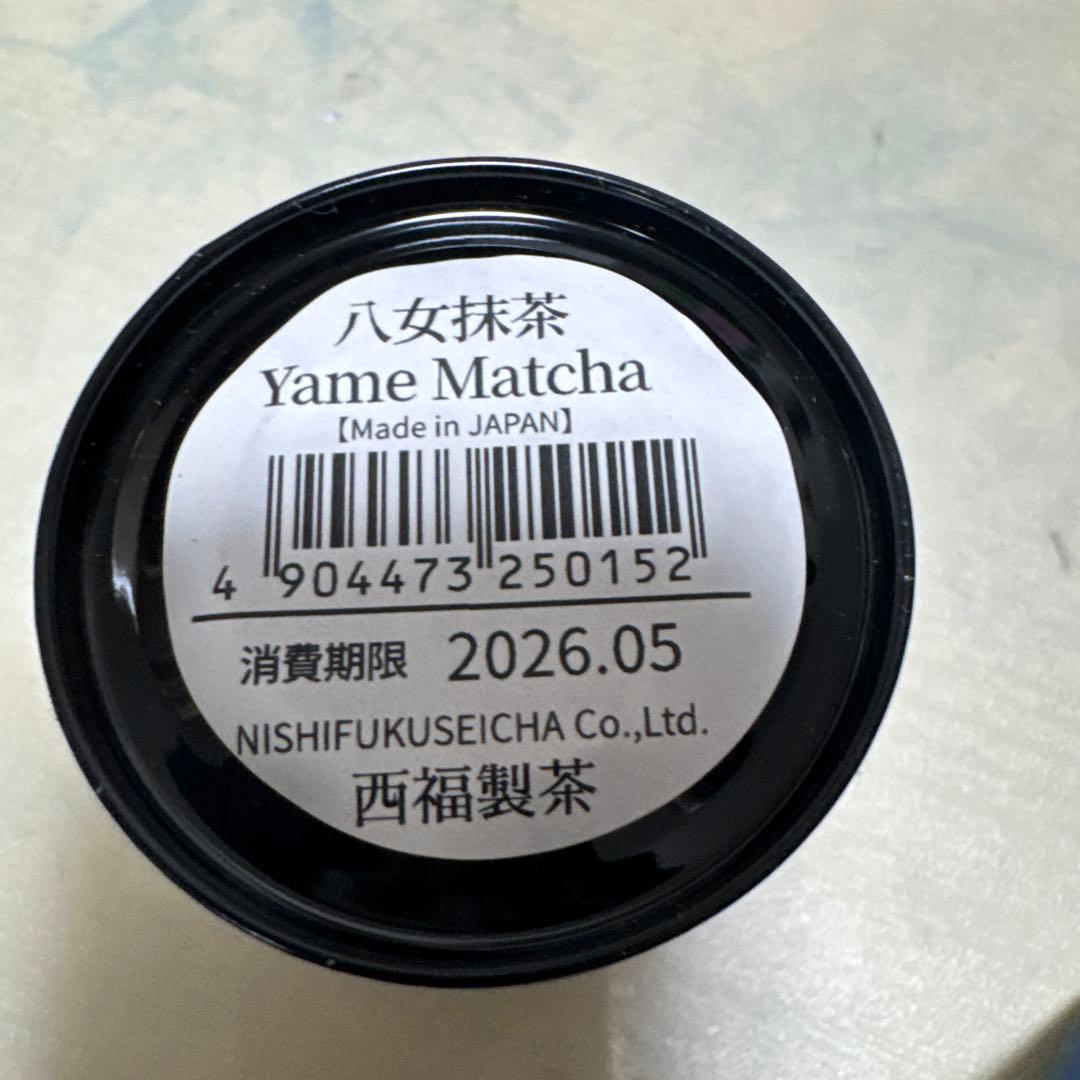 八女抹茶
Yame Matcha
【Made in JAPAN】
4 904473 250152
消費期限 2026.05
NISHIFUKUSEICHA Co.,Ltd.
西福製茶